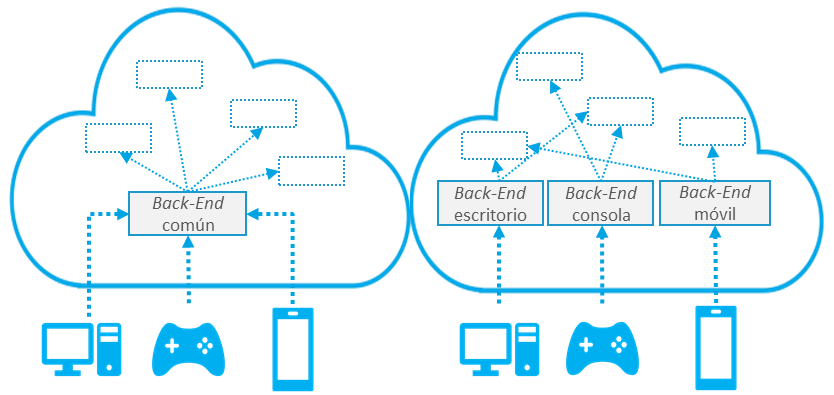 Back-End
común
Back-End
escritorio
Back-End
consola
Back-End
móvil